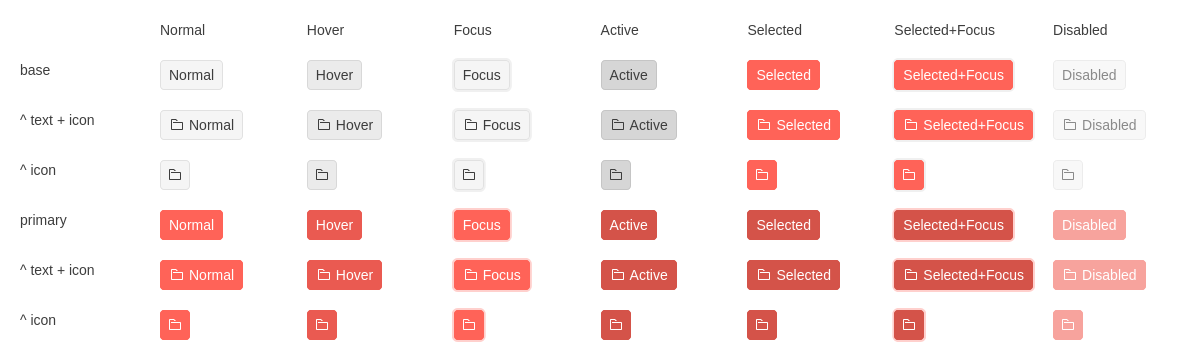 Normal Hover Focus Active Selected Selected+Focus Disabled
base Normal Hover Focus Active Selected Selected+Focus Disabled
^ text + icon Normal Hover Focus Active Selected Selected+Focus Disabled
^ icon
primary Normal Hover Focus Active Selected Selected+Focus Disabled
^ text + icon Normal Hover Focus Active Selected Selected+Focus Disabled
^ icon